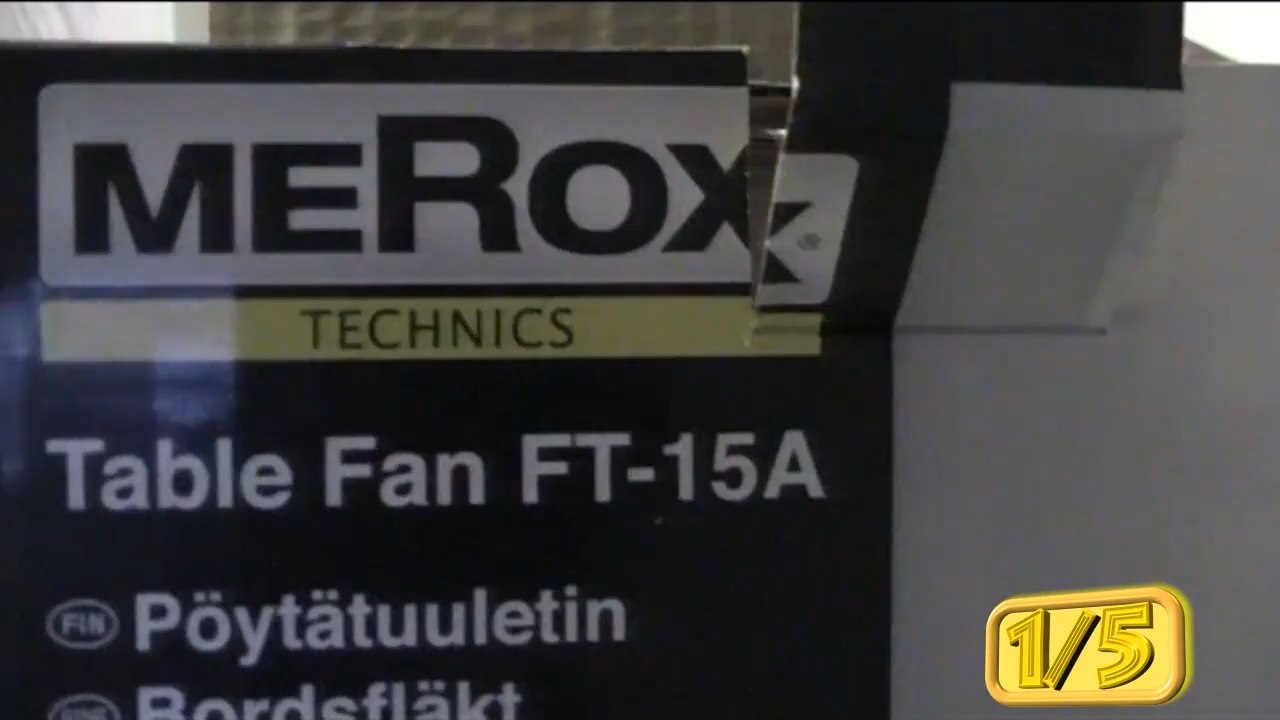 MEROX®
TECHNICS
Table Fan FT-15A
FIN Pöytätuuletin
Bordsfläkt
1/5